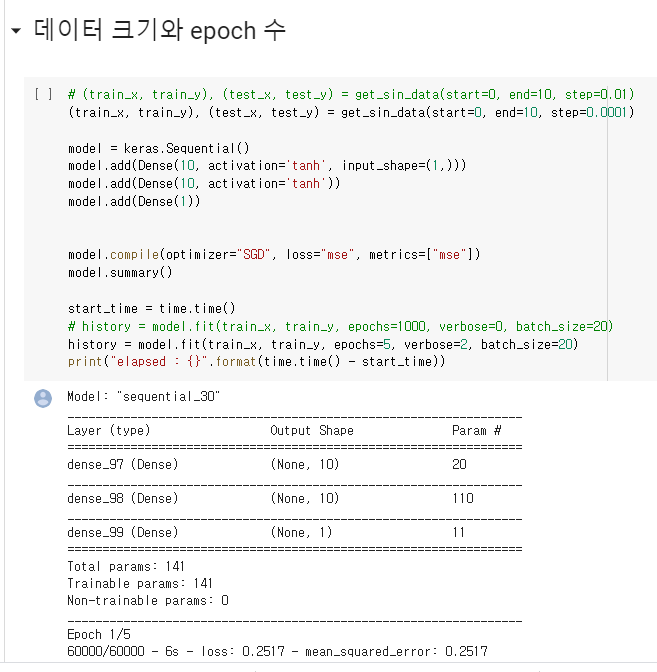 데이터 크기와 epoch 수
[ ] # (train_x, train_y), (test_x, test_y) = get_sin_data(start=0, end=10, step=0.01)
(train_x, train_y), (test_x, test_y) = get_sin_data(start=0, end=10, step=0.0001)
model = keras.Sequential()
model.add(Dense(10, activation='tanh', input_shape=(1,)))
model.add(Dense(10, activation='tanh'))
model.add(Dense(1))
model.compile(optimizer="SGD", loss="mse", metrics=["mse"])
model.summary()
start_time = time.time()
# history = model.fit(train_x, train_y, epochs=1000, verbose=0, batch_size=20)
history = model.fit(train_x, train_y, epochs=5, verbose=2, batch_size=20)
print("elapsed : {}".format(time.time() - start_time))
Model: "sequential_30"
_________________________________________________________________
Layer (type) Output Shape Param #
=================================================================
dense_97 (Dense) (None, 10) 20
_________________________________________________________________
dense_98 (Dense) (None, 10) 110
_________________________________________________________________
dense_99 (Dense) (None, 1) 11
=================================================================
Total params: 141
Trainable params: 141
Non-trainable params: 0
_________________________________________________________________
Epoch 1/5
60000/60000 - 6s - loss: 0.2517 - mean_squared_error: 0.2517